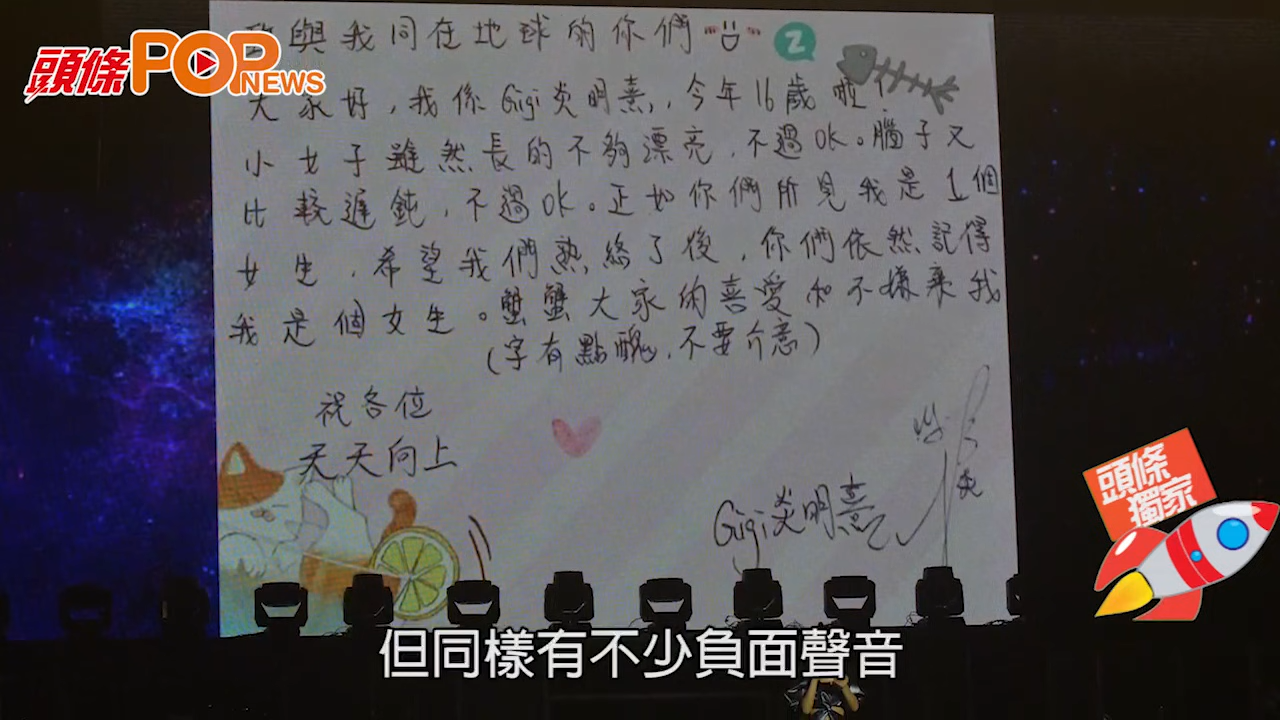 頭條POP NEWS
致與我同在地球的你們
Z
大家好，我係Gigi炎明熹，今年16歲啦！
小女子雖然長的不夠漂亮，不過OK。腦子又
比較遲鈍，不過OK。正如你們所見我是1個
女生，希望我們熟絡了後，你們依然記得
我是個女生。蟹蟹大家的喜愛和不嫌棄我
(字有點醜，不要介意)
祝各位
天天向上
Gigi炎明熹
頭條
獨家
但同樣有不少負面聲音